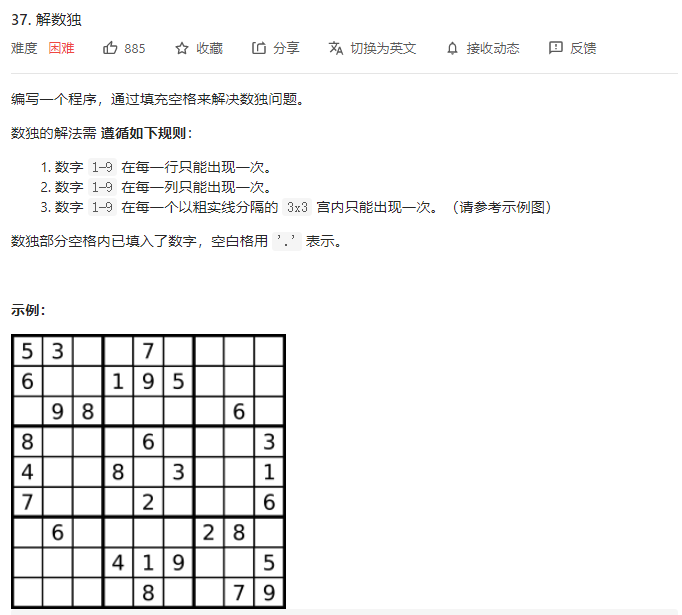 37. 解数独
难度 困难 885 收藏 分享 切换为英文 接收动态 反馈
编写一个程序，通过填充空格来解决数独问题。
数独的解法需 遵循如下规则：
1. 数字 1-9 在每一行只能出现一次。
2. 数字 1-9 在每一列只能出现一次。
3. 数字 1-9 在每一个以粗实线分隔的 3x3 宫内只能出现一次。（请参考示例图）
数独部分空格内已填入了数字，空白格用 '.' 表示。
示例：
5 3 7
6 1 9 5
9 8 6
8 6 3
4 8 3 1
7 2 6
6 2 8
4 1 9 5
8 7 9